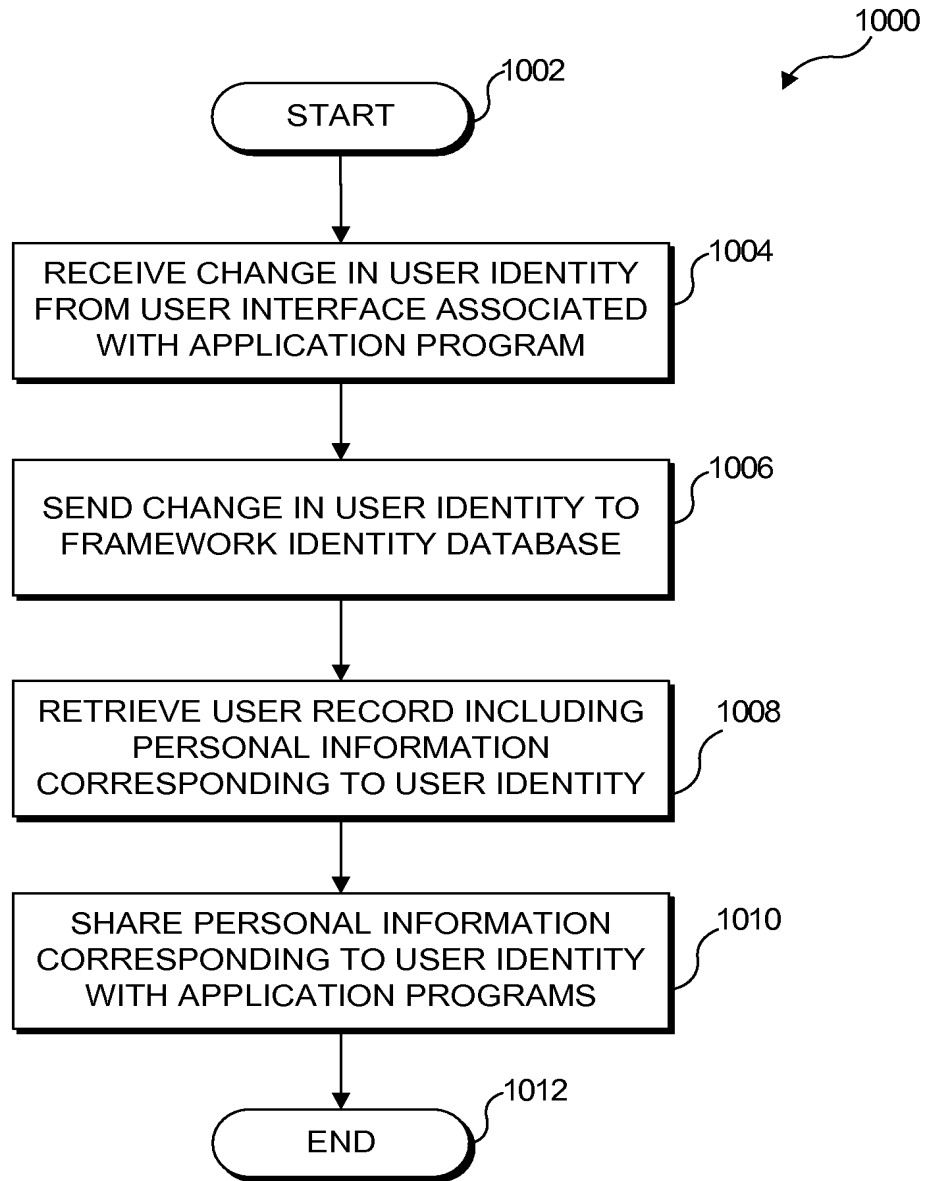 1000
1002
START
1004
RECEIVE CHANGE IN USER IDENTITY
FROM USER INTERFACE ASSOCIATED
WITH APPLICATION PROGRAM
1006
SEND CHANGE IN USER IDENTITY TO
FRAMEWORK IDENTITY DATABASE
1008
RETRIEVE USER RECORD INCLUDING
PERSONAL INFORMATION
CORRESPONDING TO USER IDENTITY
1010
SHARE PERSONAL INFORMATION
CORRESPONDING TO USER IDENTITY
WITH APPLICATION PROGRAMS
1012
END